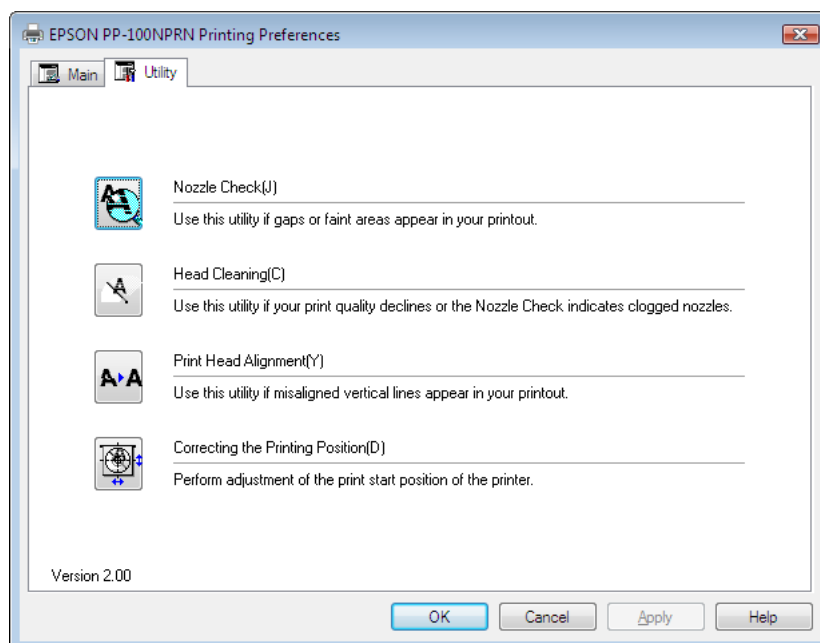 EPSON PP-100NPRN Printing Preferences
Main Utility
Nozzle Check(J)
Use this utility if gaps or faint areas appear in your printout.
Head Cleaning(C)
Use this utility if your print quality declines or the Nozzle Check indicates clogged nozzles.
Print Head Alignment(Y)
Use this utility if misaligned vertical lines appear in your printout.
Correcting the Printing Position(D)
Perform adjustment of the print start position of the printer.
Version 2.00
OK Cancel Apply Help